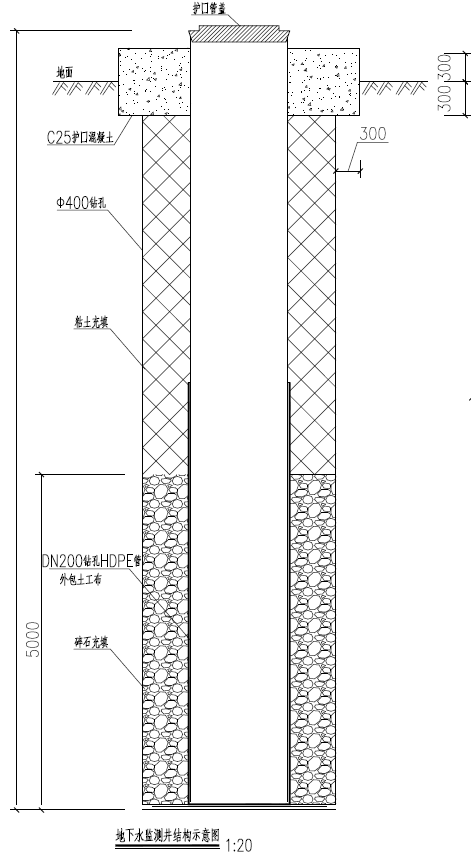 护口管盖
地面
300
300
C25护口混凝土
300
Φ400钻孔
粘土充填
DN200钻孔HDPE管
外包土工布
5000
碎石充填
地下水监测井结构示意图 1:20